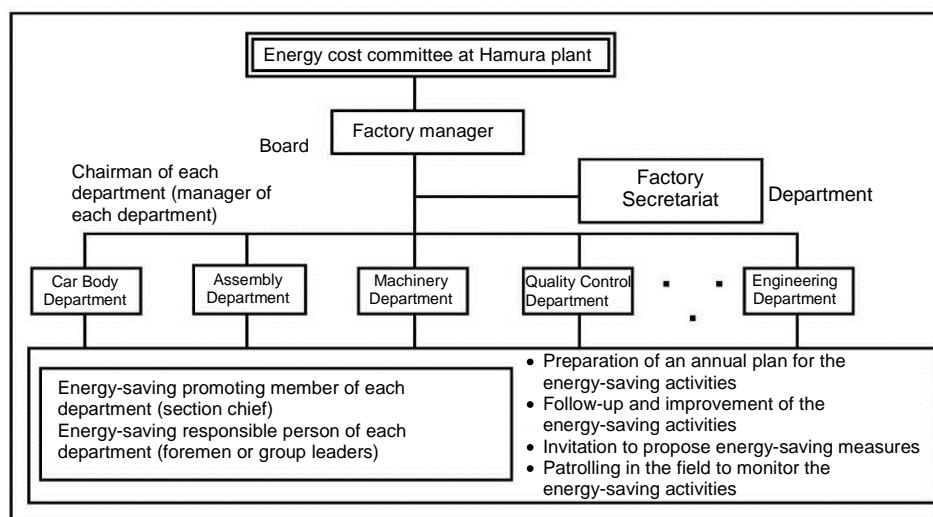 Energy cost committee at Hamura plant
Factory manager
Board
Chairman of each
department (manager of
each department)
Factory
Secretariat
Department
Car Body
Department
Assembly
Department
Machinery
Department
Quality Control
Department
Engineering
Department
Energy-saving promoting member of each
department (section chief)
Energy-saving responsible person of each
department (foremen or group leaders)
• Preparation of an annual plan for the
energy-saving activities
• Follow-up and improvement of the
energy-saving activities
• Invitation to propose energy-saving measures
• Patrolling in the field to monitor the
energy-saving activities